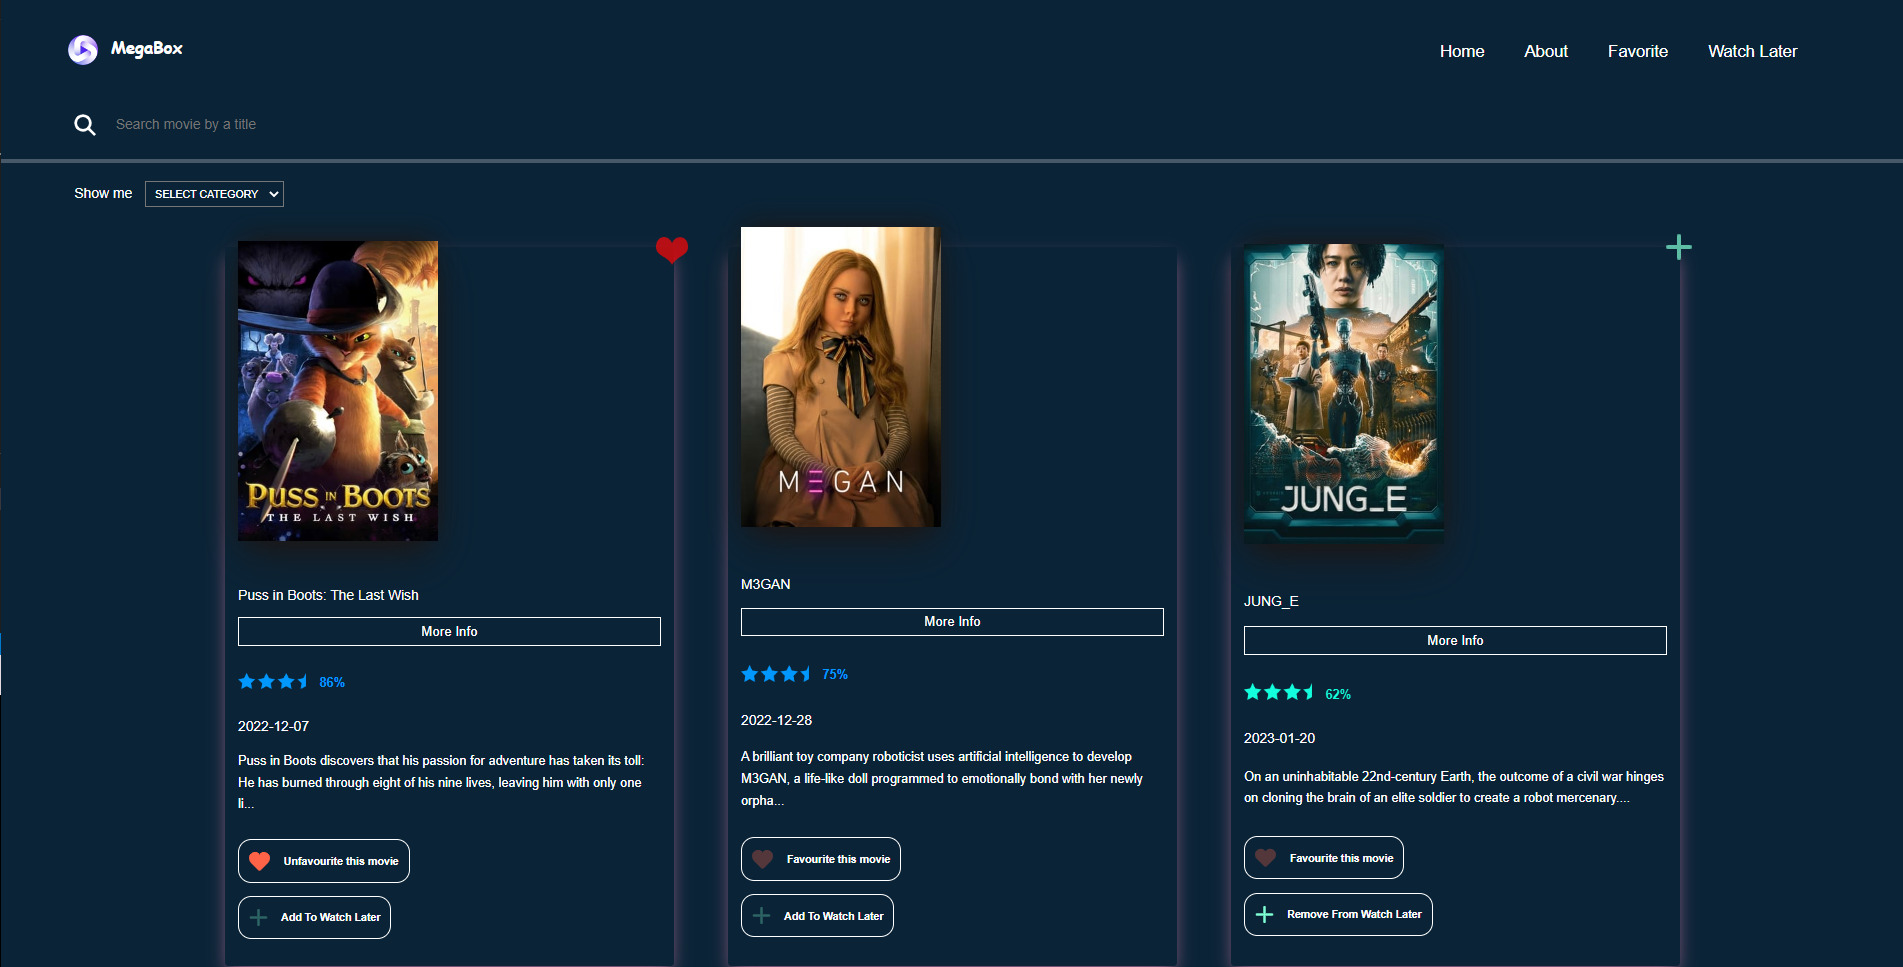 MegaBox
Home
About
Favorite
Watch Later
Search movie by a title
Show me
SELECT CATEGORY
PUSS IN BOOTS
THE LAST WISH
Puss in Boots: The Last Wish
More Info
86%
2022-12-07
Puss in Boots discovers that his passion for adventure has taken its toll:
He has burned through eight of his nine lives, leaving him with only one
li...
Unfavourite this movie
Add To Watch Later
M3GAN
M3GAN
More Info
75%
2022-12-28
A brilliant toy company roboticist uses artificial intelligence to develop
M3GAN, a life-like doll programmed to emotionally bond with her newly
orpha...
Favourite this movie
Add To Watch Later
JUNG_E
JUNG_E
More Info
62%
2023-01-20
On an uninhabitable 22nd-century Earth, the outcome of a civil war hinges
on cloning the brain of an elite soldier to create a robot mercenary....
Favourite this movie
Remove From Watch Later